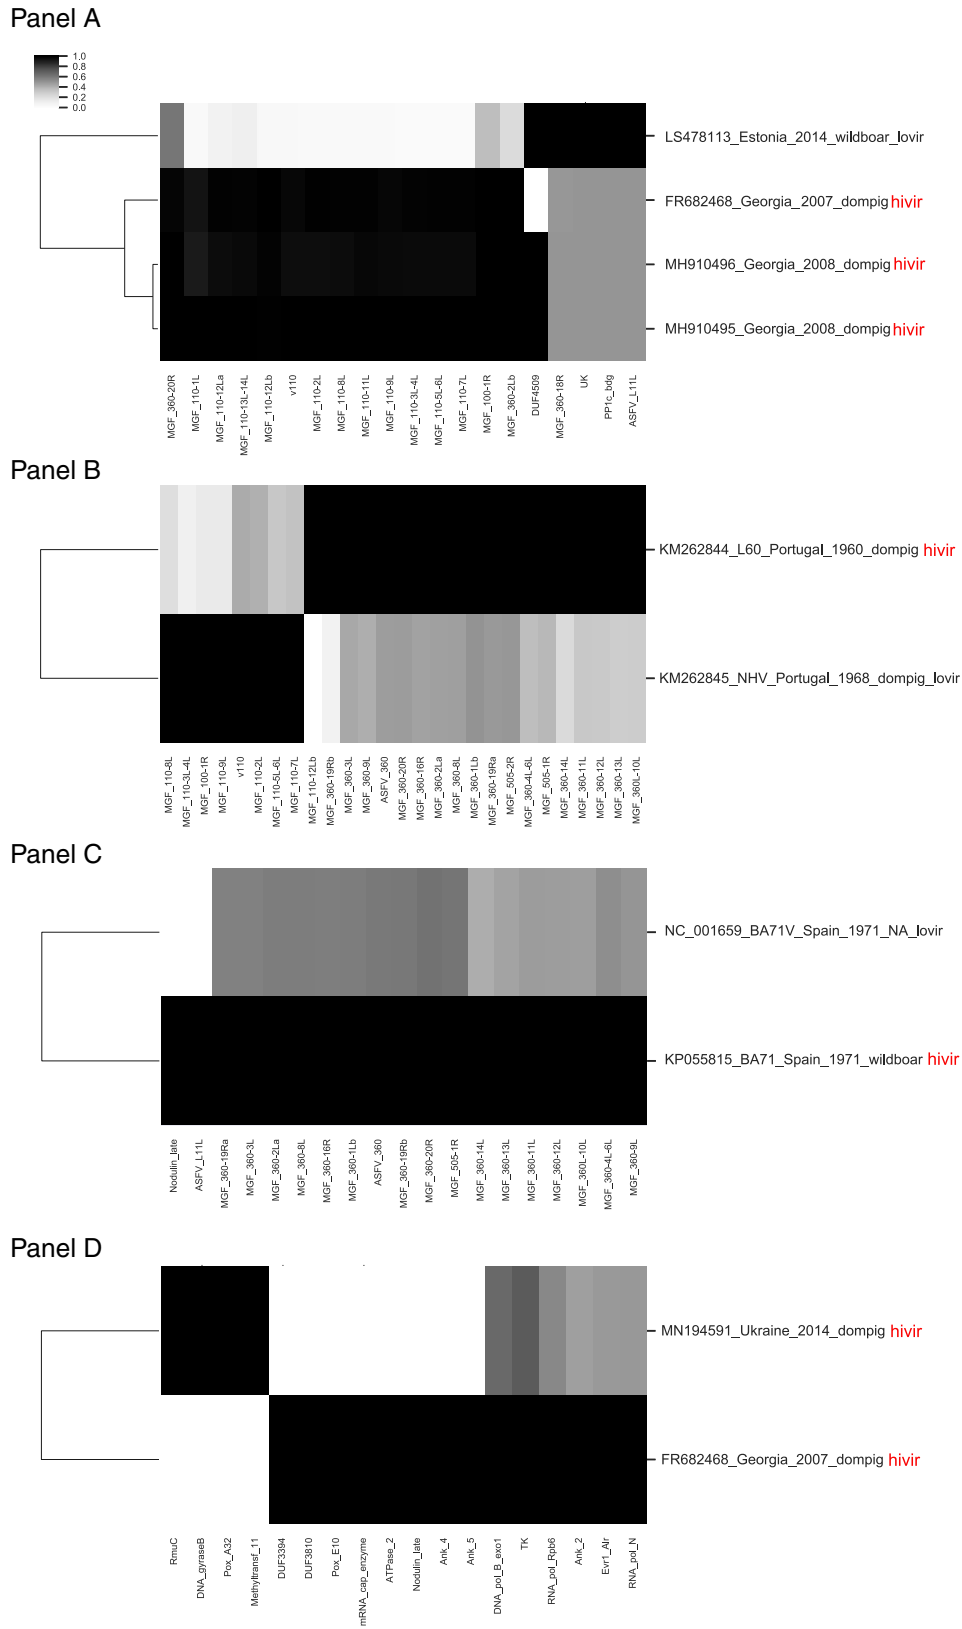 Panel A
1.0
0.8
0.6
0.4
0.2
0.0
LS478113_Estonia_2014_wildboar_lovir
FR682468_Georgia_2007_dompig hivir
MH910496_Georgia_2008_dompig hivir
MH910495_Georgia_2008_dompig hivir
MGF_360-20R
MGF_110-1L
MGF_110-12La
MGF_110-13L-14L
MGF_110-12Lb
v110
MGF_110-2L
MGF_110-8L
MGF_110-11L
MGF_110-9L
MGF_110-3L-4L
MGF_110-5L-6L
MGF_110-7L
MGF_100-1R
MGF_360-2Lb
DUF4509
MGF_360-18R
UK
PP1c_bdg
ASFV_L11L
Panel B
KM262844_L60_Portugal_1960_dompig hivir
KM262845_NHV_Portugal_1968_dompig_lovir
MGF_110-8L
MGF_110-3L-4L
MGF_100-1R
MGF_110-9L
v110
MGF_110-2L
MGF_110-5L-6L
MGF_110-7L
MGF_110-12Lb
MGF_360-19Rb
MGF_360-3L
MGF_360-9L
ASFV_360
MGF_360-20R
MGF_360-16R
MGF_360-2La
MGF_360-8L
MGF_360-1Lb
MGF_360-19Ra
MGF_505-2R
MGF_360-4L-6L
MGF_505-1R
MGF_360-14L
MGF_360-11L
MGF_360-12L
MGF_360-13L
MGF_360L-10L
Panel C
NC_001659_BA71V_Spain_1971_NA_lovir
KP055815_BA71_Spain_1971_wildboar hivir
Nodulin_late
ASFV_L11L
MGF_360-19Ra
MGF_360-3L
MGF_360-2La
MGF_360-8L
MGF_360-16R
MGF_360-1Lb
ASFV_360
MGF_360-19Rb
MGF_360-20R
MGF_505-1R
MGF_360-14L
MGF_360-13L
MGF_360-11L
MGF_360-12L
MGF_360L-10L
MGF_360-4L-6L
MGF_360-9L
Panel D
MN194591_Ukraine_2014_dompig hivir
FR682468_Georgia_2007_dompig hivir
RmuC
DNA_gyraseB
Pox_A32
Methyltransf_11
DUF3394
DUF3810
Pox_E10
mRNA_cap_enzyme
ATPase_2
Nodulin_late
Ank_4
Ank_5
DNA_pol_B_exo1
TK
RNA_pol_Rpb6
Ank_2
Evr1_Alr
RNA_pol_N